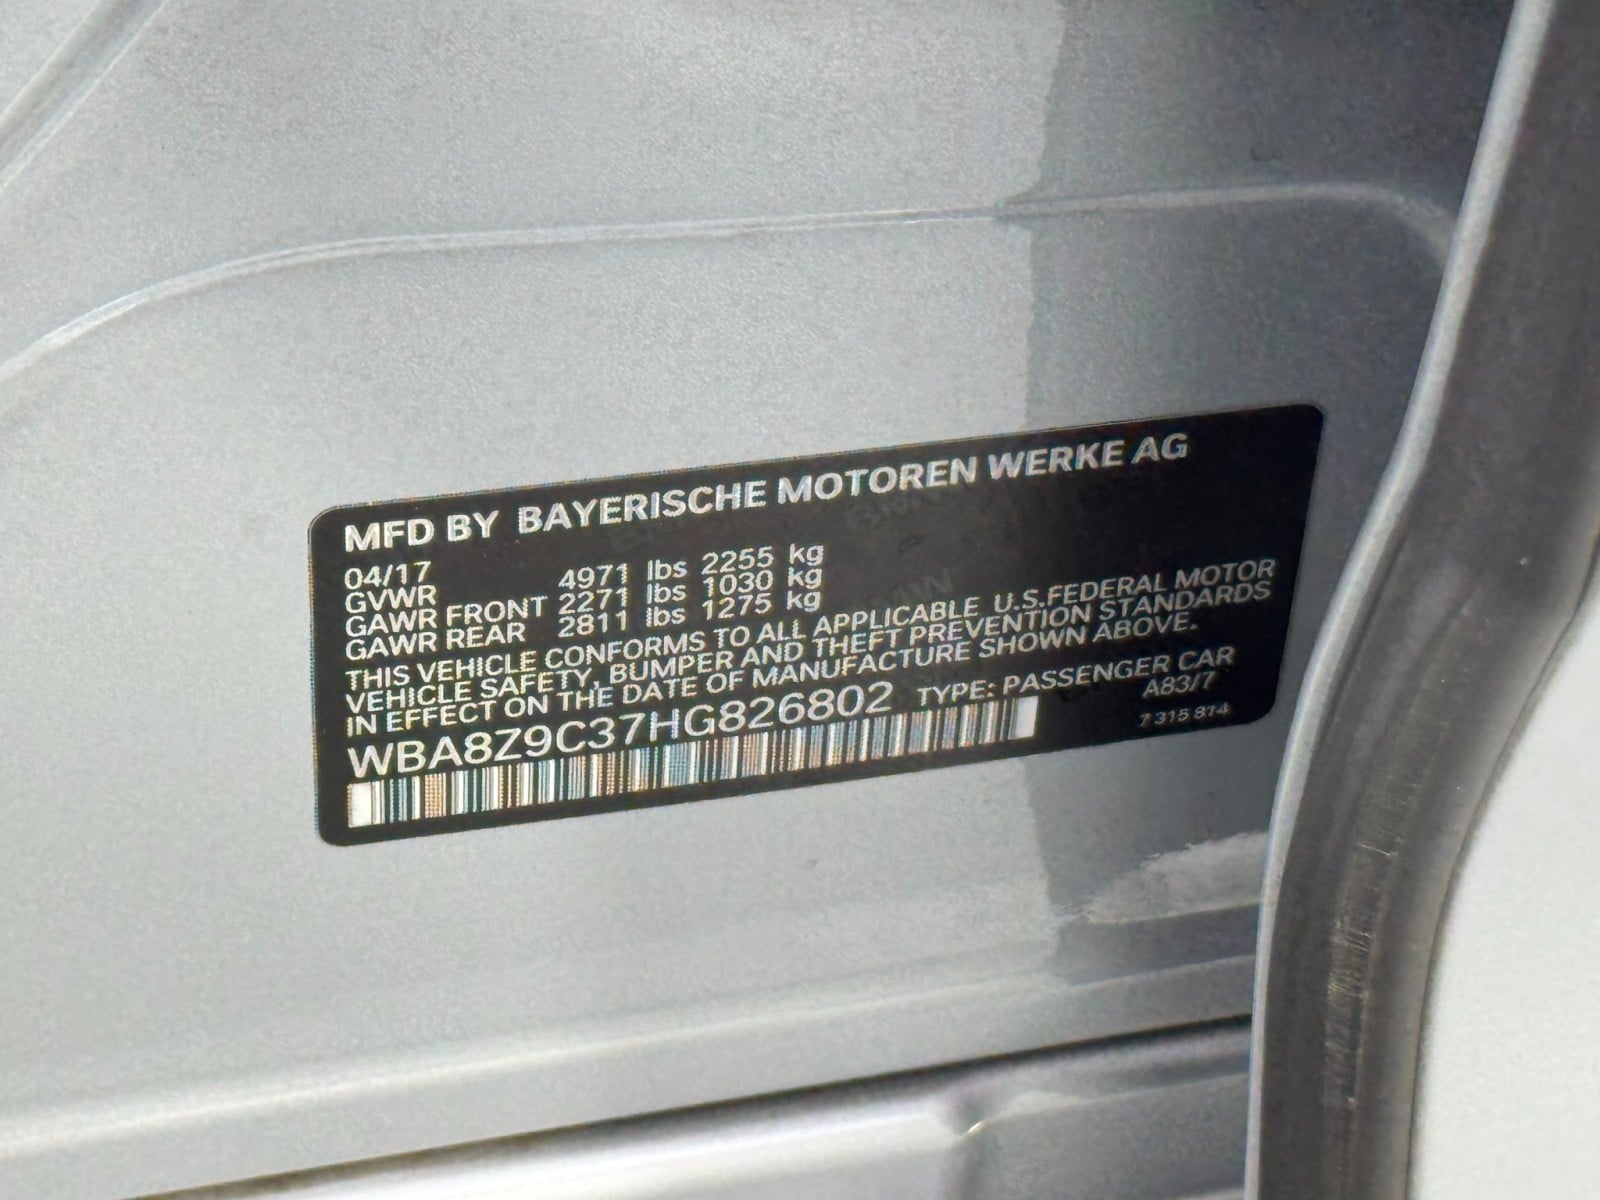 MFD BY BAYERISCHE MOTOREN WERKE AG
04/17
GVWR 4971 lbs 2255 kg
GAWR FRONT 2271 lbs 1030 kg
GAWR REAR 2811 lbs 1275 kg
THIS VEHICLE CONFORMS TO ALL APPLICABLE U.S.FEDERAL MOTOR
VEHICLE SAFETY, BUMPER AND THEFT PREVENTION STANDARDS
IN EFFECT ON THE DATE OF MANUFACTURE SHOWN ABOVE.
WBA8Z9C37HG826802 TYPE: PASSENGER CAR
A83/7
7 315 814